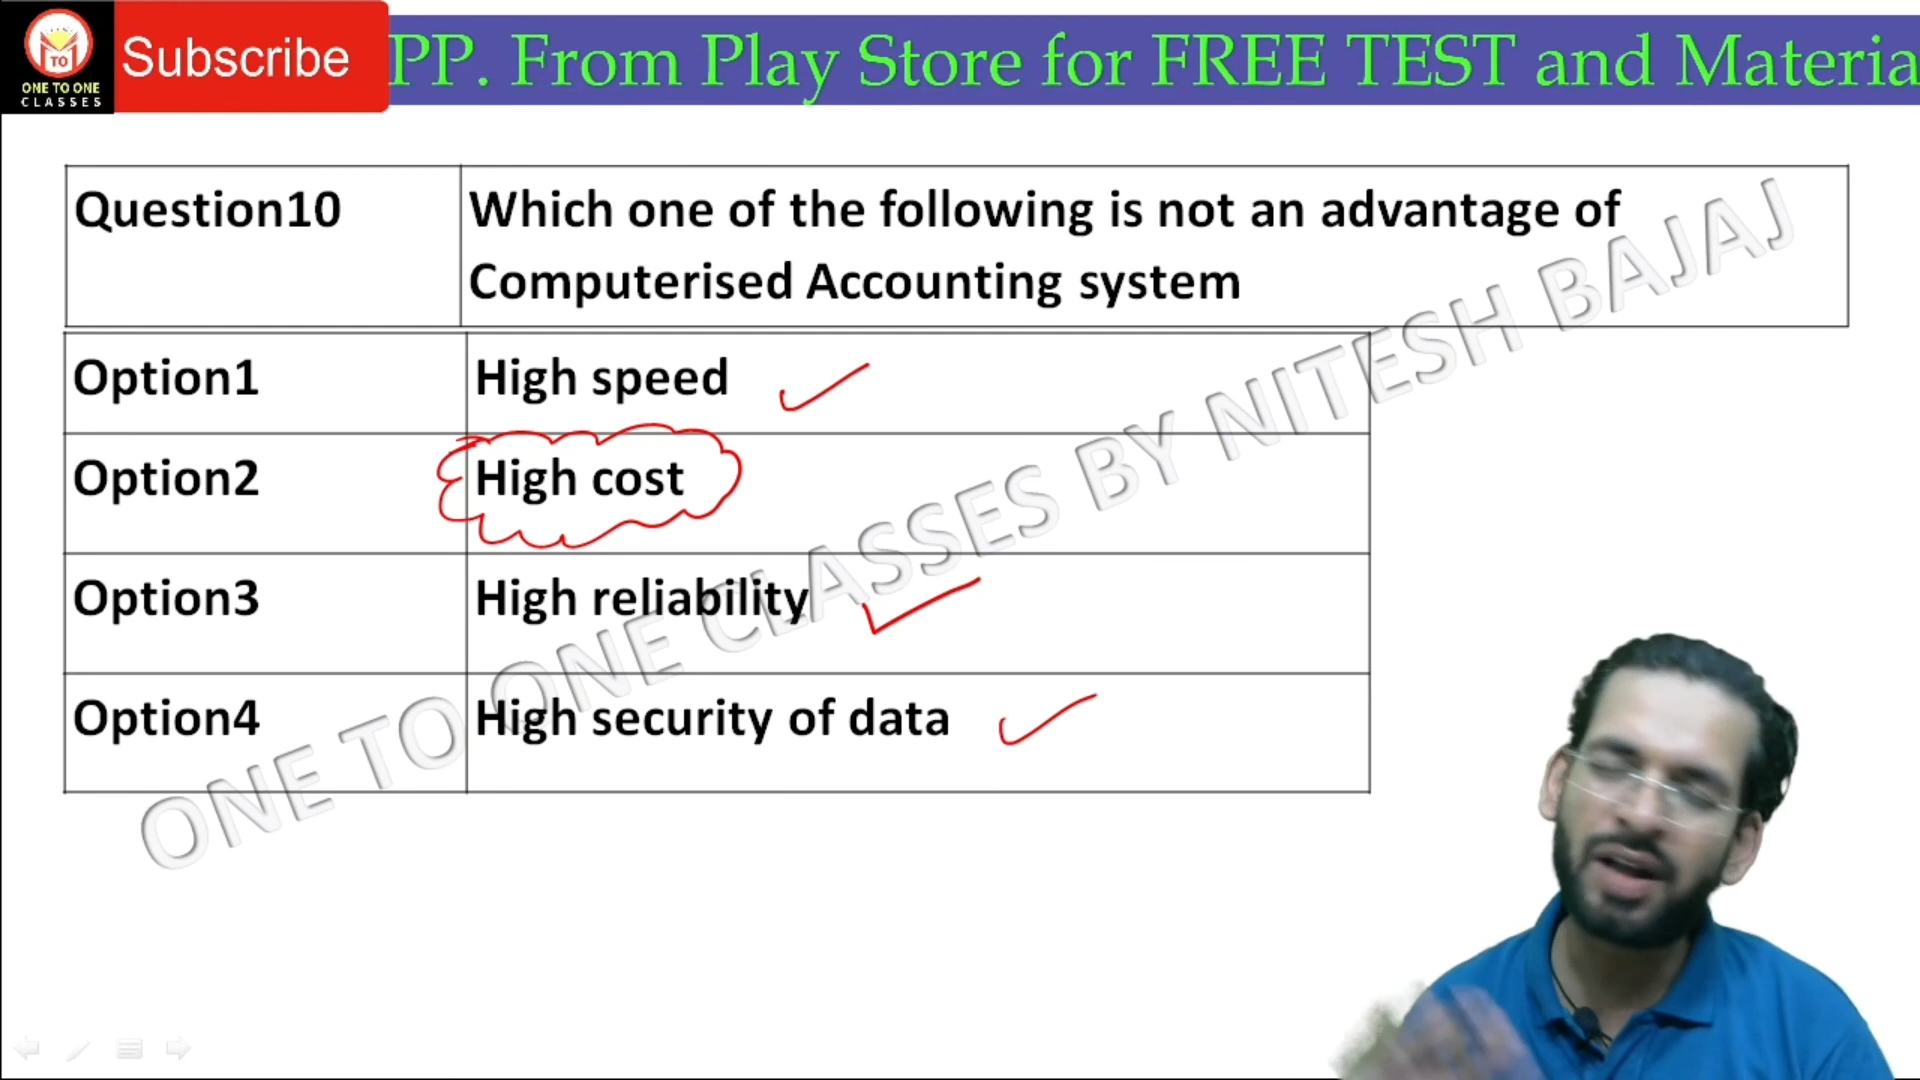 TO
ONE TO ONE
CLASSES
Subscribe
PP. From Play Store for FREE TEST and Materia
Question10
Which one of the following is not an advantage of
Computerised Accounting system
Option1
High speed
Option2
High cost
Option3
High reliability
Option4
High security of data
ONE TO ONE CLASSES BY NITESH BAJAJ